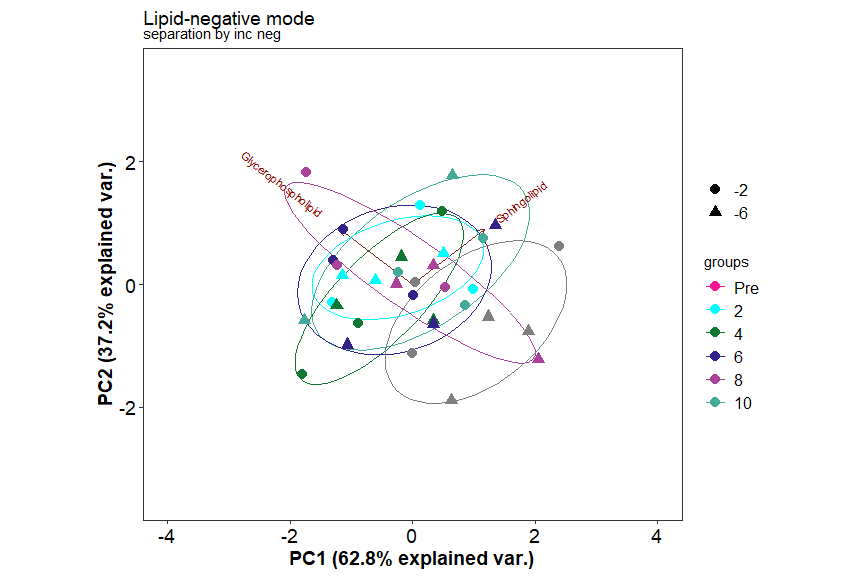 Lipid-negative mode
separation by inc neg
Glycerophospholipid
Sphingolipid
2
0
-2
-4
-2
0
2
4
PC1 (62.8% explained var.)
PC2 (37.2% explained var.)
-2
-6
groups
Pre
2
4
6
8
10